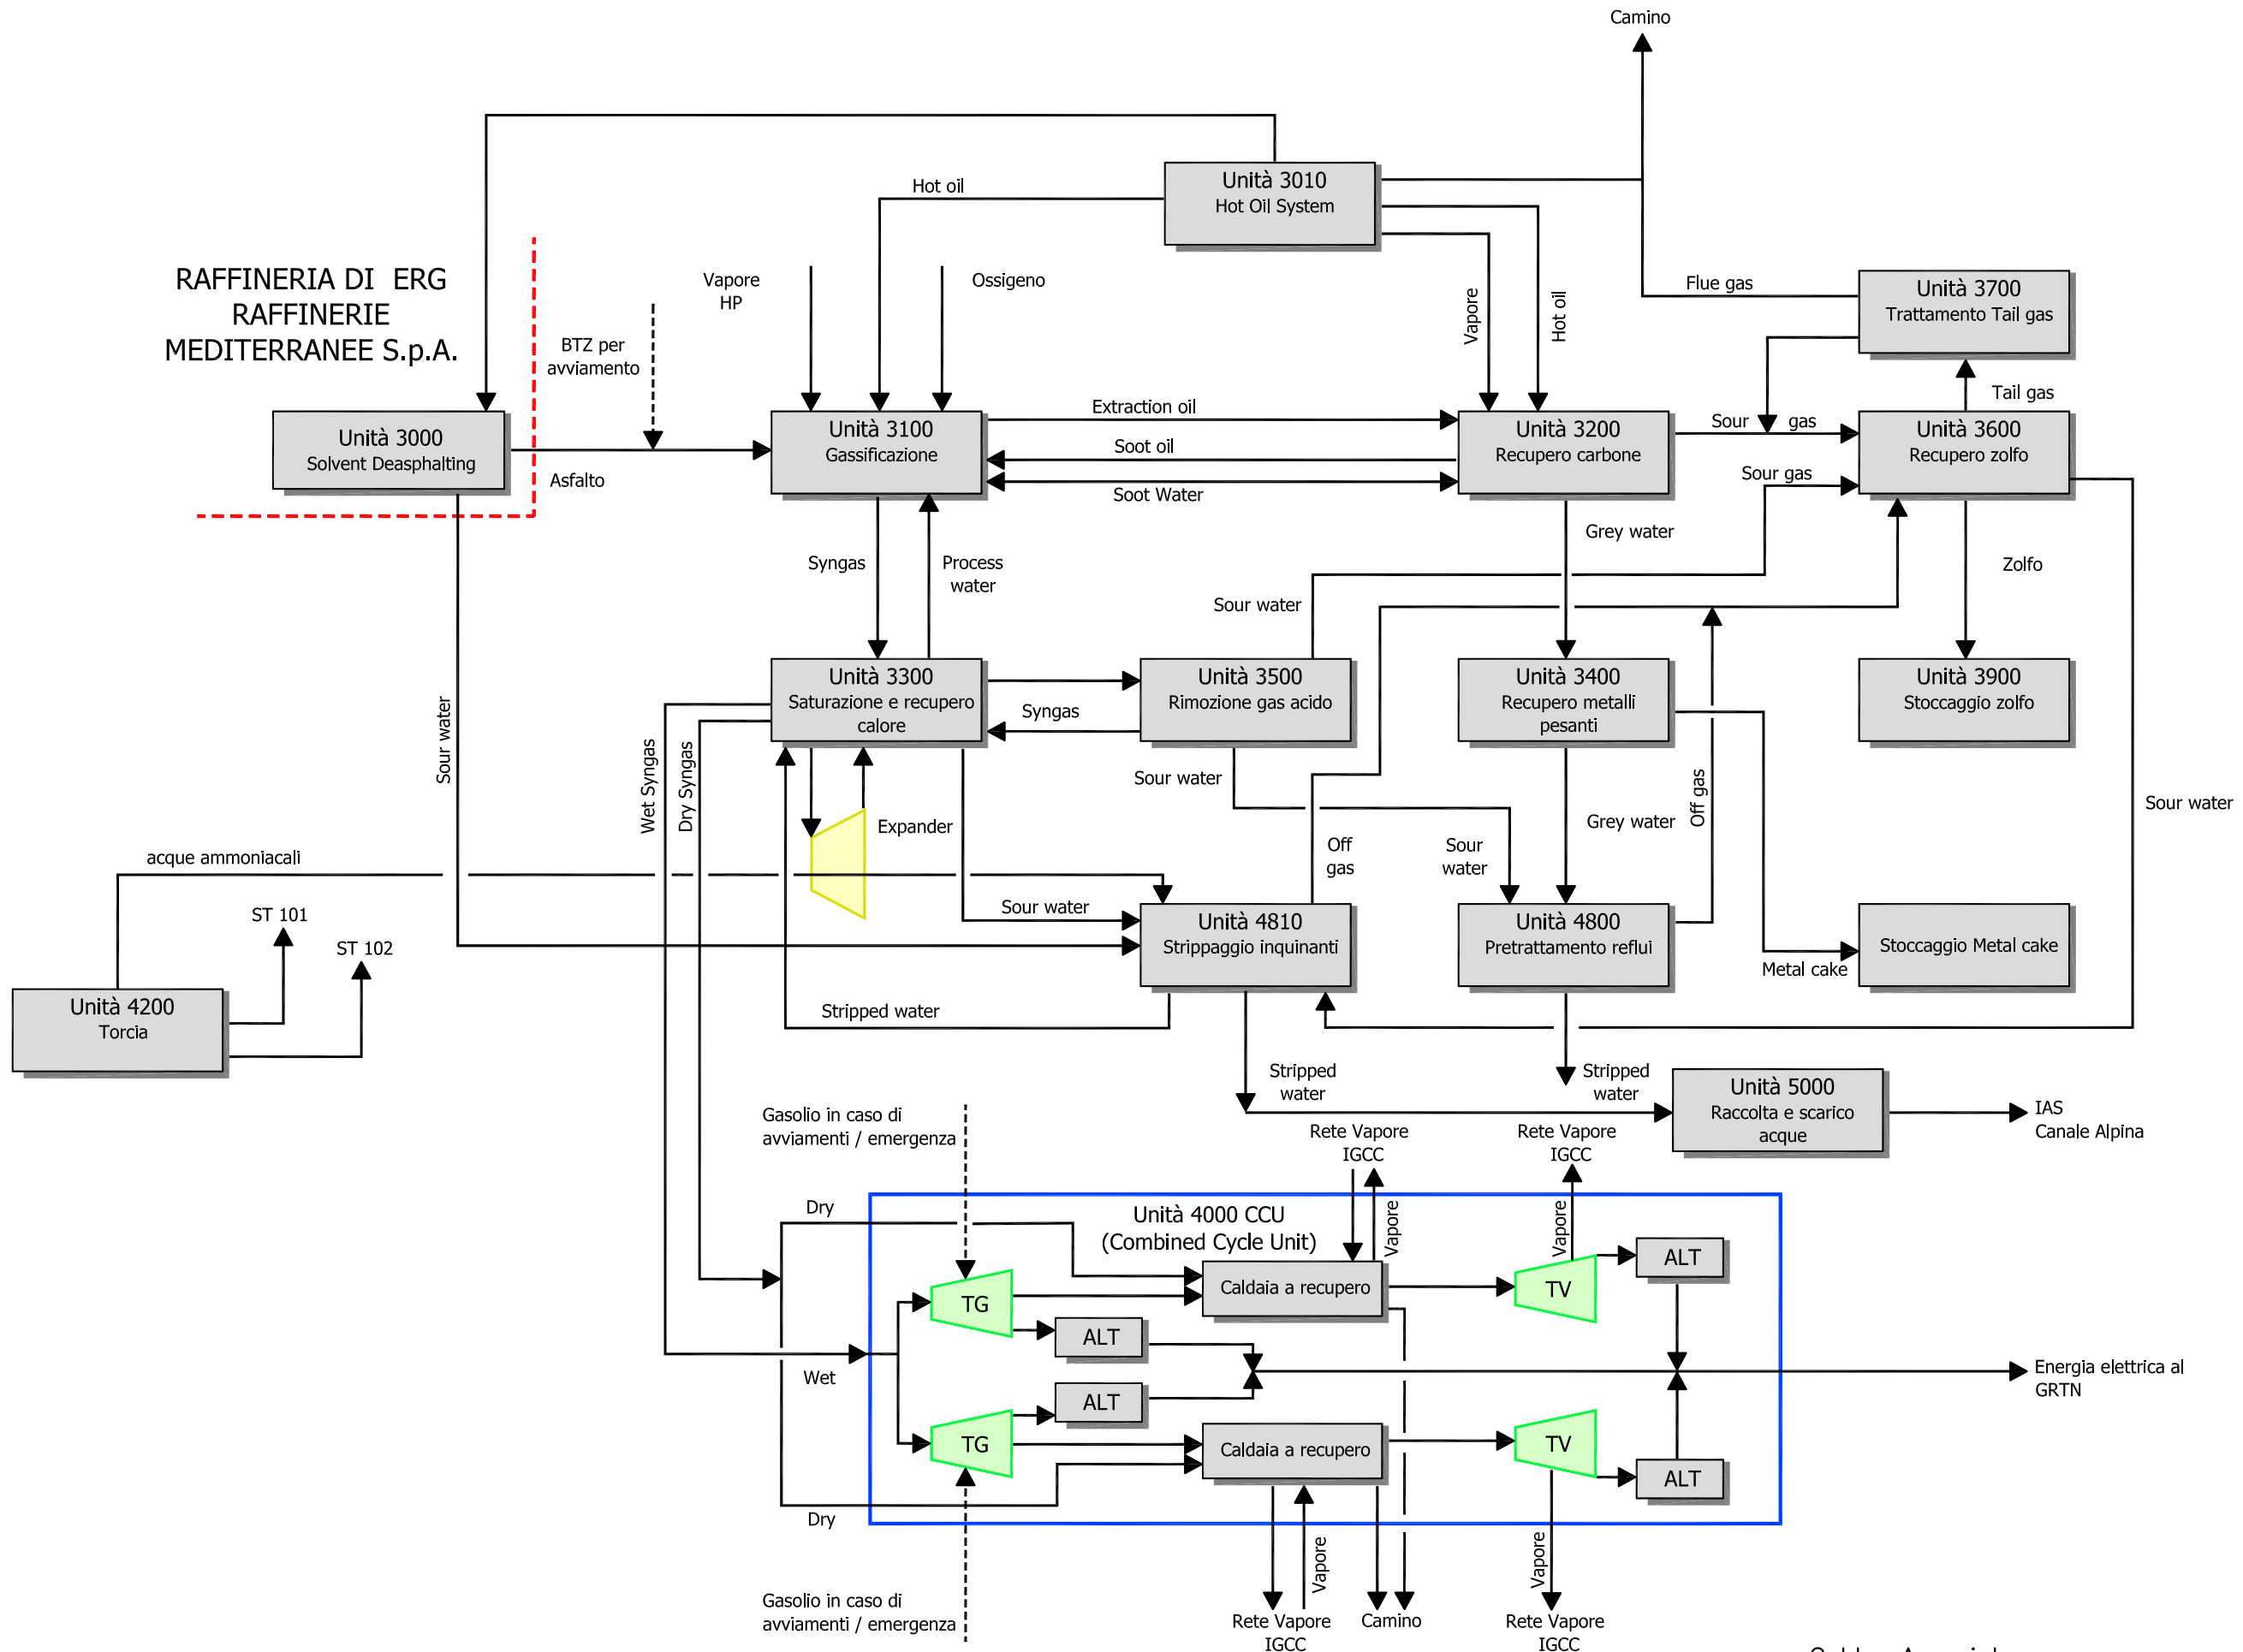 Camino
Unità 3010
Hot Oil System
Hot oil
RAFFINERIA DI ERG
RAFFINERIE
MEDITERRANEE S.p.A.
Vapore
HP
Ossigeno
Vapore
Hot oil
Flue gas
Unità 3700
Trattamento Tail gas
BTZ per
avviamento
Tail gas
Unità 3000
Solvent Deasphalting
Asfalto
Unità 3100
Gassificazione
Extraction oil
Soot oil
Soot Water
Unità 3200
Recupero carbone
Sour gas
Sour gas
Unità 3600
Recupero zolfo
Grey water
Syngas
Process
water
Zolfo
Sour water
Unità 3300
Saturazione e recupero
calore
Syngas
Unità 3500
Rimozione gas acido
Unità 3400
Recupero metalli
pesanti
Unità 3900
Stoccaggio zolfo
Sour water
Wet Syngas
Dry Syngas
Sour water
Off gas
Sour water
Expander
Grey water
Off
gas
Sour
water
acque ammoniacali
ST 101
ST 102
Sour water
Unità 4810
Strippaggio inquinanti
Unità 4800
Pretrattamento reflui
Stoccaggio Metal cake
Metal cake
Unità 4200
Torcia
Stripped water
Stripped
water
Stripped
water
Unità 5000
Raccolta e scarico
acque
IAS
Canale Alpina
Gasolio in caso di
avviamenti / emergenza
Rete Vapore
IGCC
Rete Vapore
IGCC
Dry
Unità 4000 CCU
(Combined Cycle Unit)
Vapore
Vapore
TG
Caldaia a recupero
TV
ALT
ALT
Wet
Energia elettrica al
GRTN
ALT
TG
Caldaia a recupero
TV
ALT
Dry
Vapore
Vapore
Gasolio in caso di
avviamenti / emergenza
Rete Vapore
IGCC
Camino
Rete Vapore
IGCC